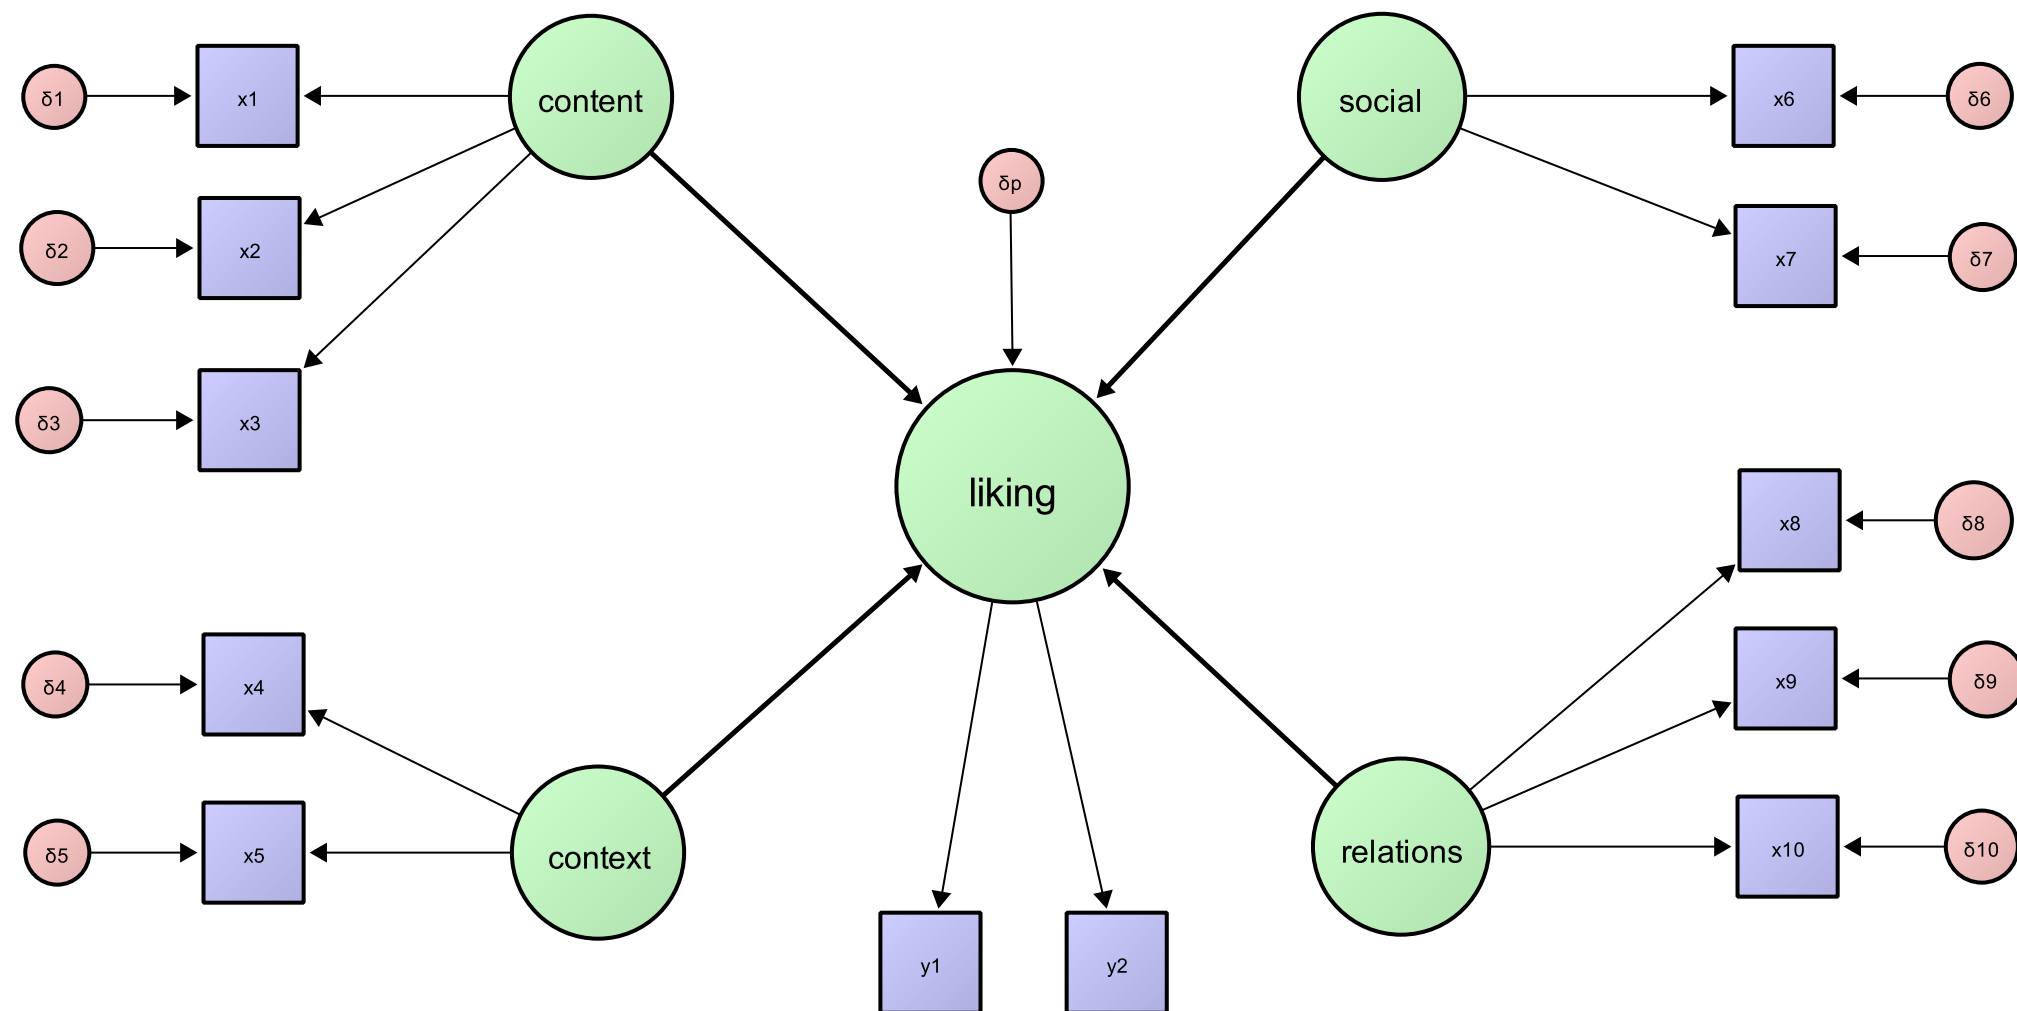 δ1
x1
content
social
x6
δ6
δp
δ2
x2
x7
δ7
δ3
x3
liking
x8
δ8
δ4
x4
x9
δ9
δ5
x5
context
relations
x10
δ10
y1
y2